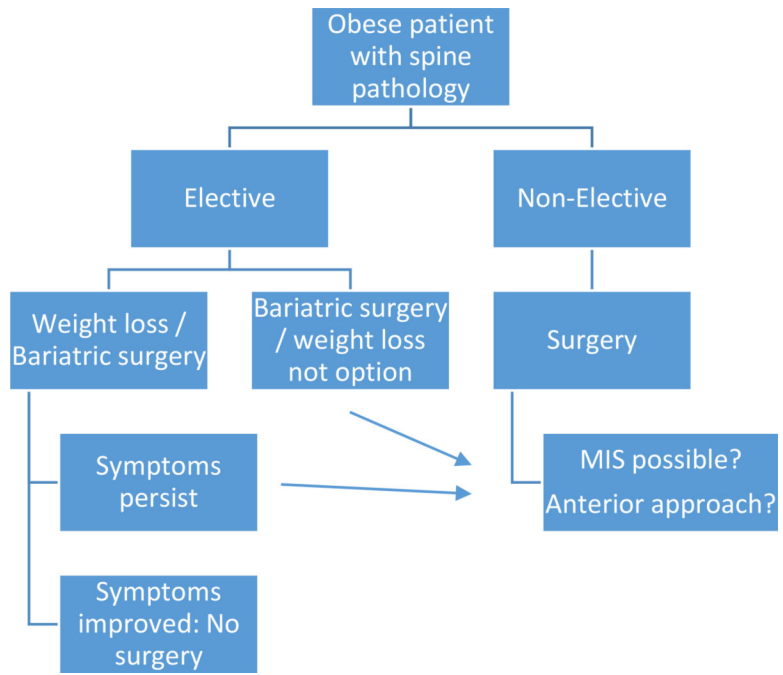 Obese patient
with spine
pathology
Elective
Non-Elective
Weight loss /
Bariatric surgery
Bariatric surgery
/ weight loss
not option
Surgery
Symptoms
persist
MIS possible?
Anterior approach?
Symptoms
improved: No
surgery